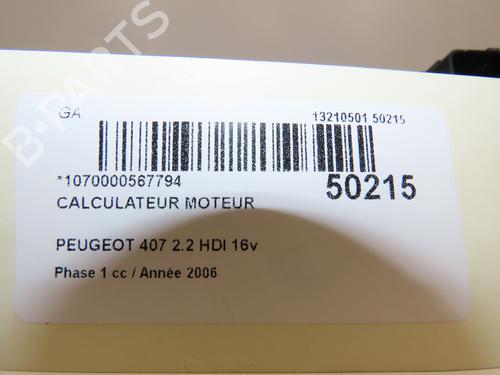 GA
13210501 50215
*1070000567794
50215
CALCULATEUR MOTEUR
PEUGEOT 407 2.2 HDI 16v
Phase 1 cc / Année 2006
B-PARTS